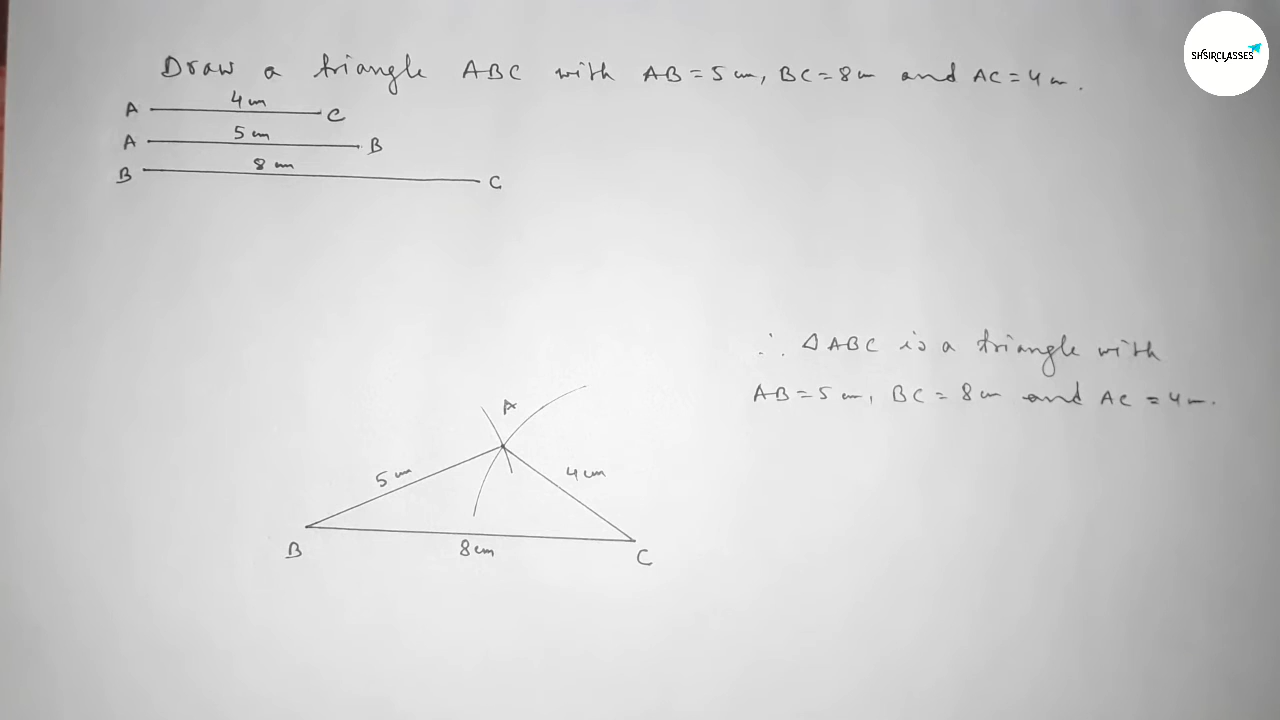 SHSIRCLASSES
Draw a triangle ABC with AB = 5 cm, BC = 8 cm and AC = 4 cm.
A 4 cm C
A 5 cm B
B 8 cm C
∴ △ABC is a triangle with
AB = 5 cm, BC = 8 cm and AC = 4 cm.
A
5 cm 4 cm
B 8 cm C